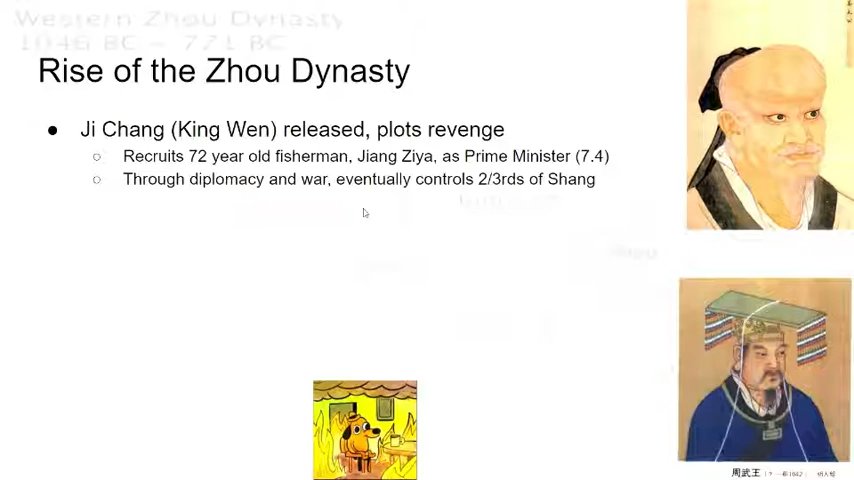 Western Zhou Dynasty
1046 BC - 771 BC
Rise of the Zhou Dynasty
● Ji Chang (King Wen) released, plots revenge
○ Recruits 72 year old fisherman, Jiang Ziya, as Prime Minister (7.4)
○ Through diplomacy and war, eventually controls 2/3rds of Shang
周武王